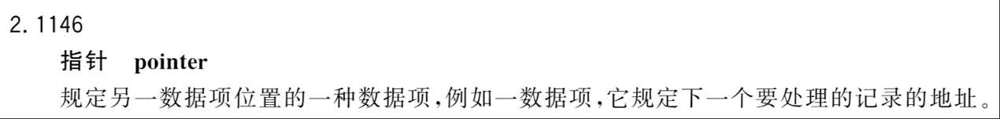 2.1146
指针 pointer
规定另一数据项位置的一种数据项,例如一数据项,它规定下一个要处理的记录的地址。